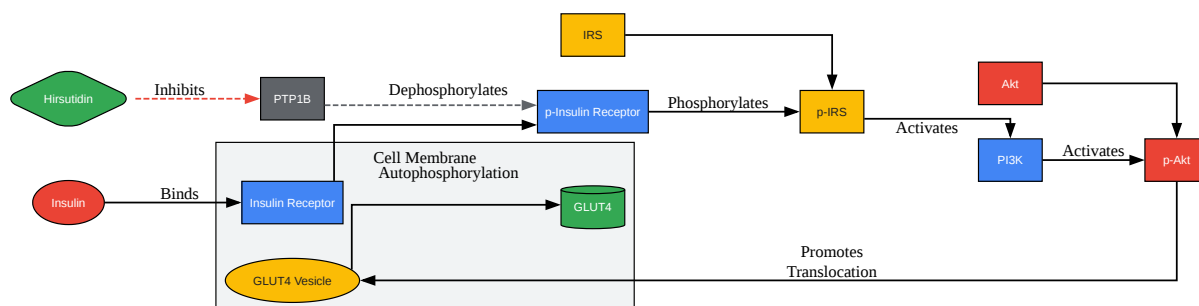 IRS
Hirsutidin
Inhibits
PTP1B
Dephosphorylates
p-Insulin Receptor
Phosphorylates
p-IRS
Activates
Akt
PI3K
Activates
p-Akt
Cell Membrane
Autophosphorylation
Insulin
Binds
Insulin Receptor
GLUT4
GLUT4 Vesicle
Promotes
Translocation